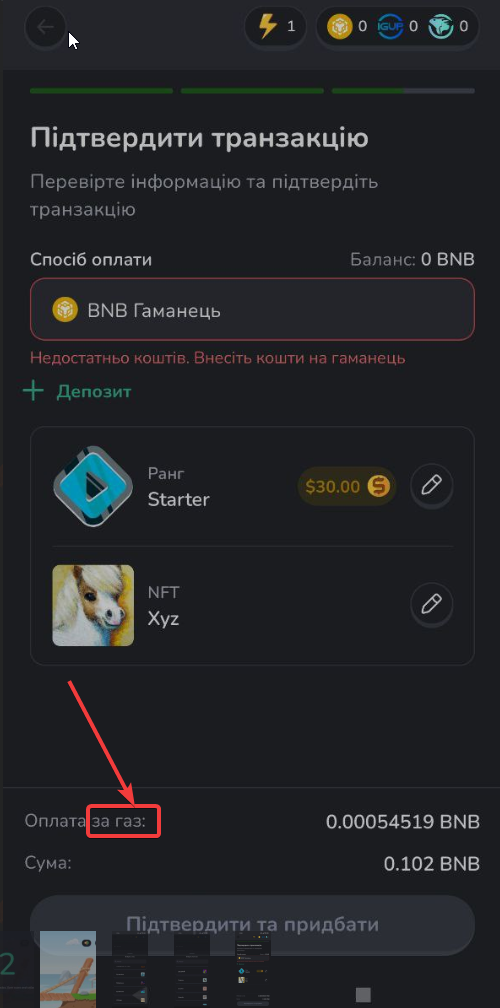 1 0 IGUP 0 0
Підтвердити транзакцію
Перевірте інформацію та підтвердіть
транзакцію
Спосіб оплати Баланс: 0 BNB
BNB Гаманець
Недостатньо коштів. Внесіть кошти на гаманець
+ Депозит
Ранг
Starter
$30.00 S
NFT
Xyz
Оплата за газ: 0.00054519 BNB
Сума: 0.102 BNB
Підтвердити та придбати
2